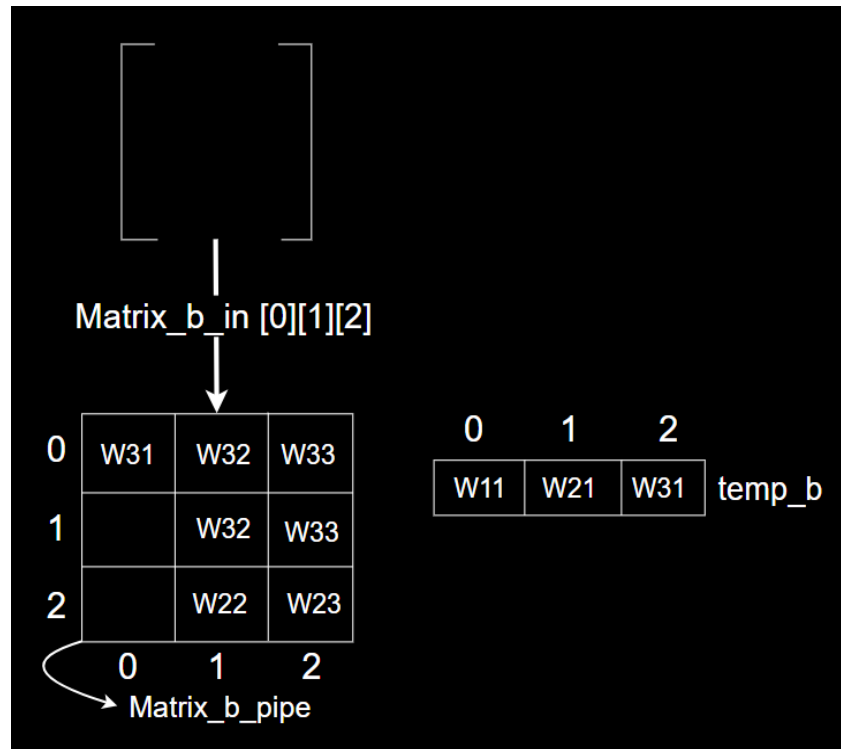 Matrix_b_in [0][1][2]
0 1 2
0 W31 W32 W33
W11 W21 W31 temp_b
1 W32 W33
2 W22 W23
0 1 2
Matrix_b_pipe